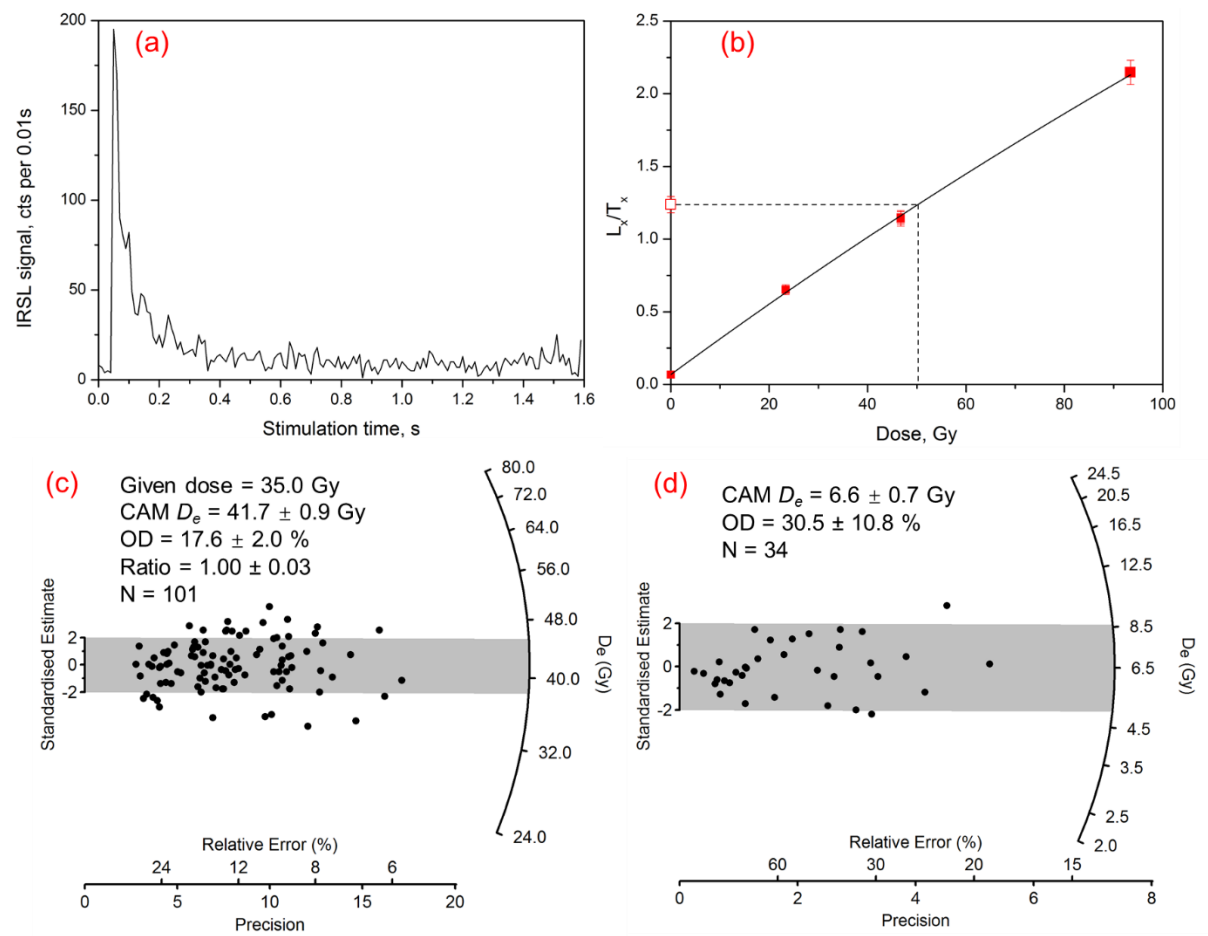 (a)
200
150
100
50
0
IRSL signal, cts per 0.01s
0.0 0.2 0.4 0.6 0.8 1.0 1.2 1.4 1.6
Stimulation time, s
(b)
2.5
2.0
1.5
1.0
0.5
0.0
Lx/Tx
0 20 40 60 80 100
Dose, Gy
(c)
Given dose = 35.0 Gy
CAM De = 41.7 ± 0.9 Gy
OD = 17.6 ± 2.0 %
Ratio = 1.00 ± 0.03
N = 101
Standardised Estimate
2
0
-2
80.0
72.0
64.0
56.0
48.0
40.0
32.0
24.0
De (Gy)
Relative Error (%)
24 12 8 6
0 5 10 15 20
Precision
(d)
CAM De = 6.6 ± 0.7 Gy
OD = 30.5 ± 10.8 %
N = 34
Standardised Estimate
2
0
-2
24.5
20.5
16.5
12.5
8.5
6.5
4.5
3.5
2.5
2.0
De (Gy)
Relative Error (%)
60 30 20 15
0 2 4 6 8
Precision